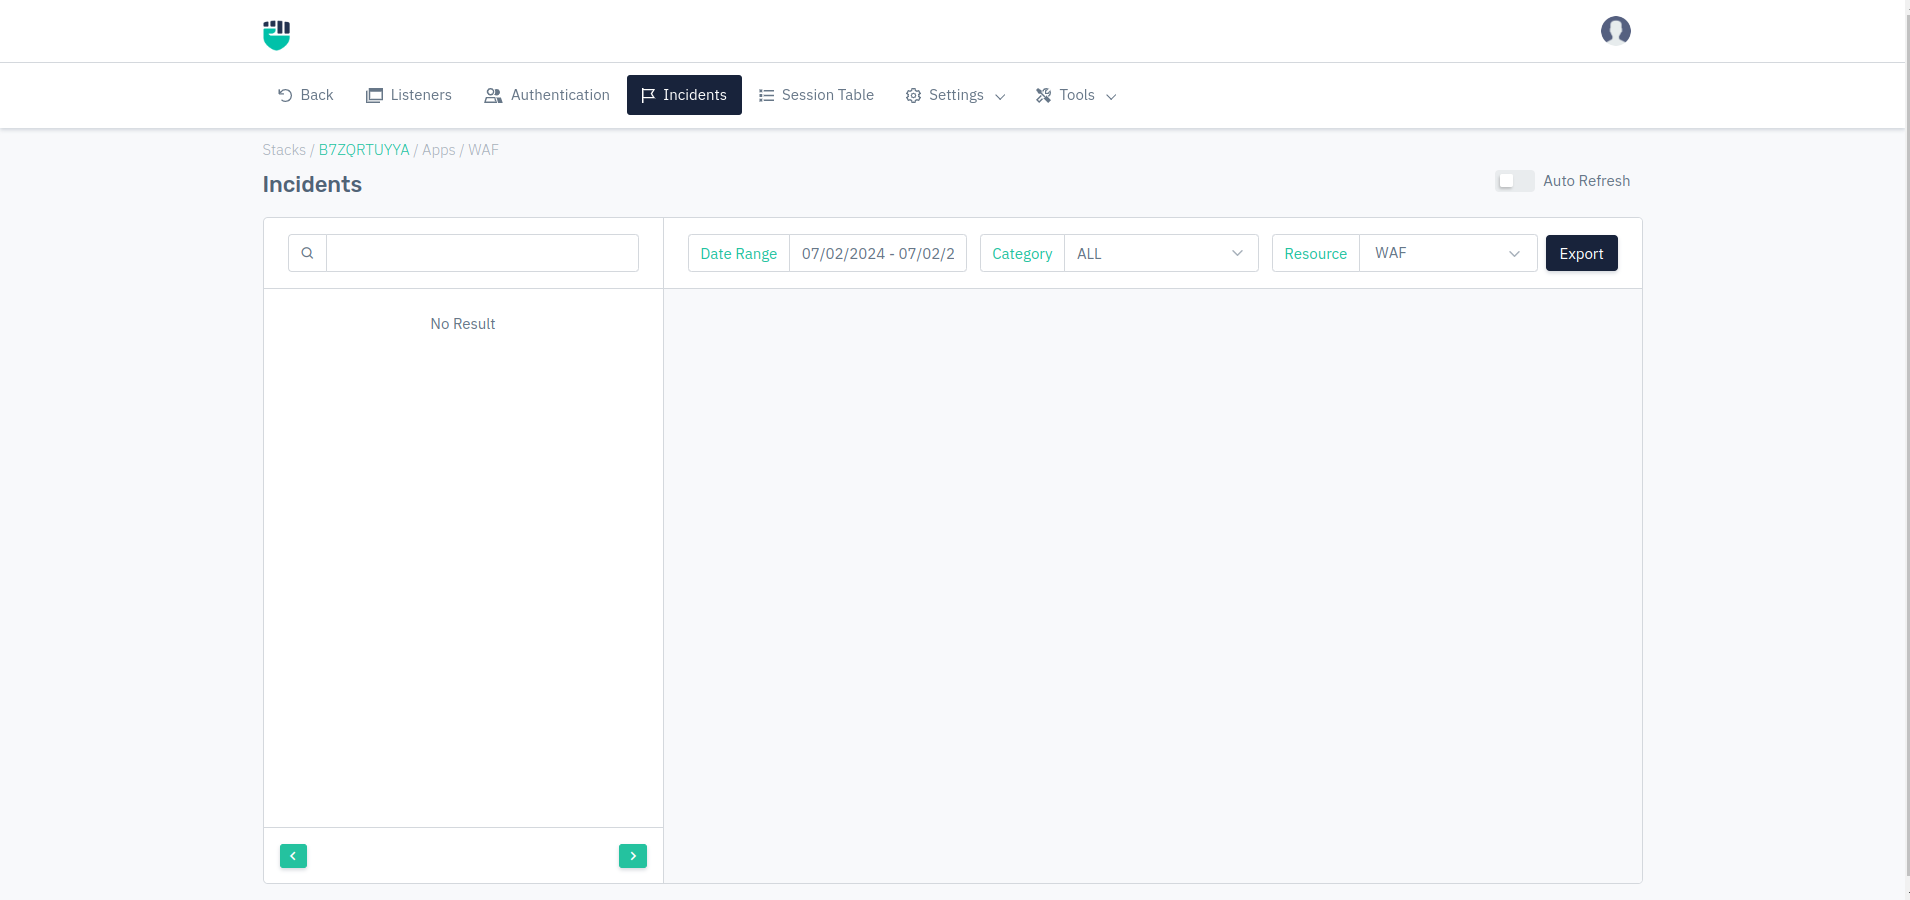 Back
Listeners
Authentication
Incidents
Session Table
Settings
Tools
Stacks / B7ZQRTUYYA / Apps / WAF
Incidents
Auto Refresh
Date Range
07/02/2024 - 07/02/2
Category
ALL
Resource
WAF
Export
No Result